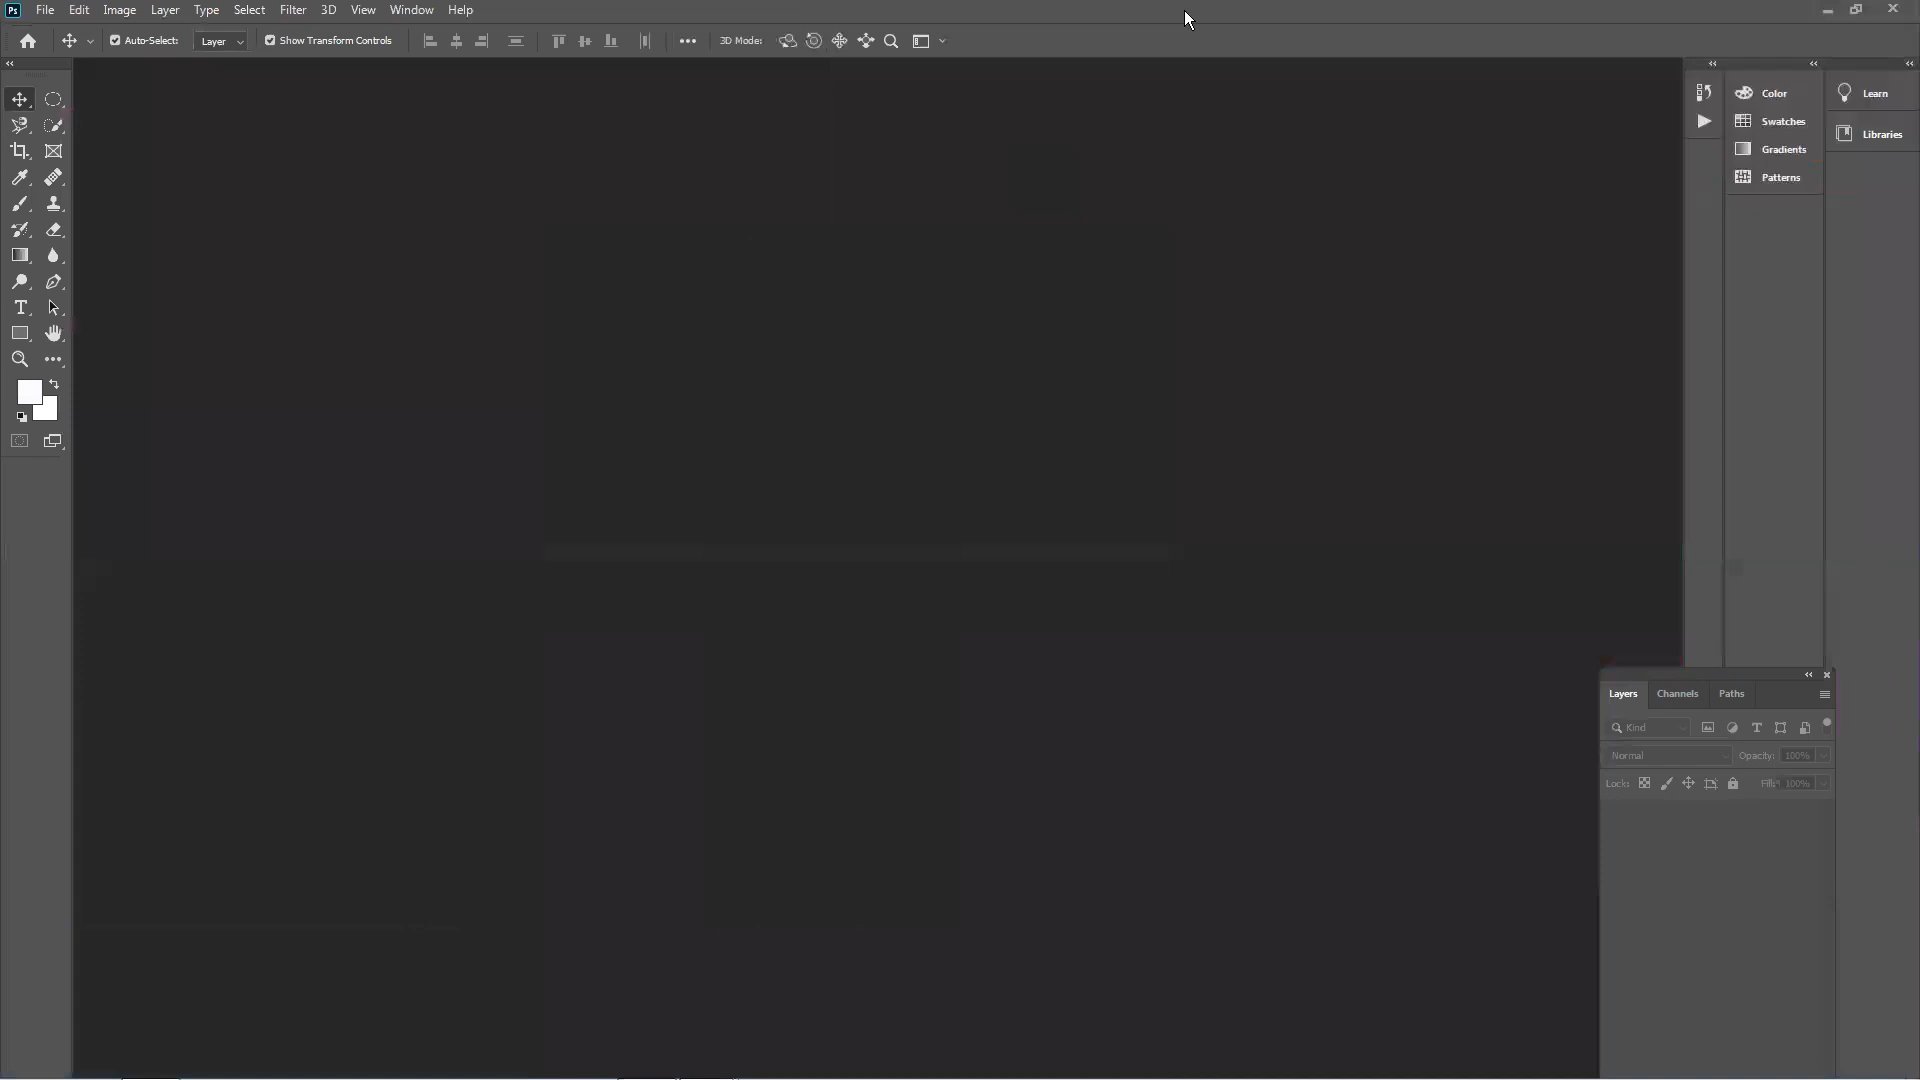 Ps File Edit Image Layer Type Select Filter 3D View Window Help
Auto-Select: Layer Show Transform Controls 3D Mode:
Color
Swatches
Gradients
Patterns
Learn
Libraries
T
Layers Channels Paths
Kind T
Normal Opacity: 100%
Lock: Fill: 100%